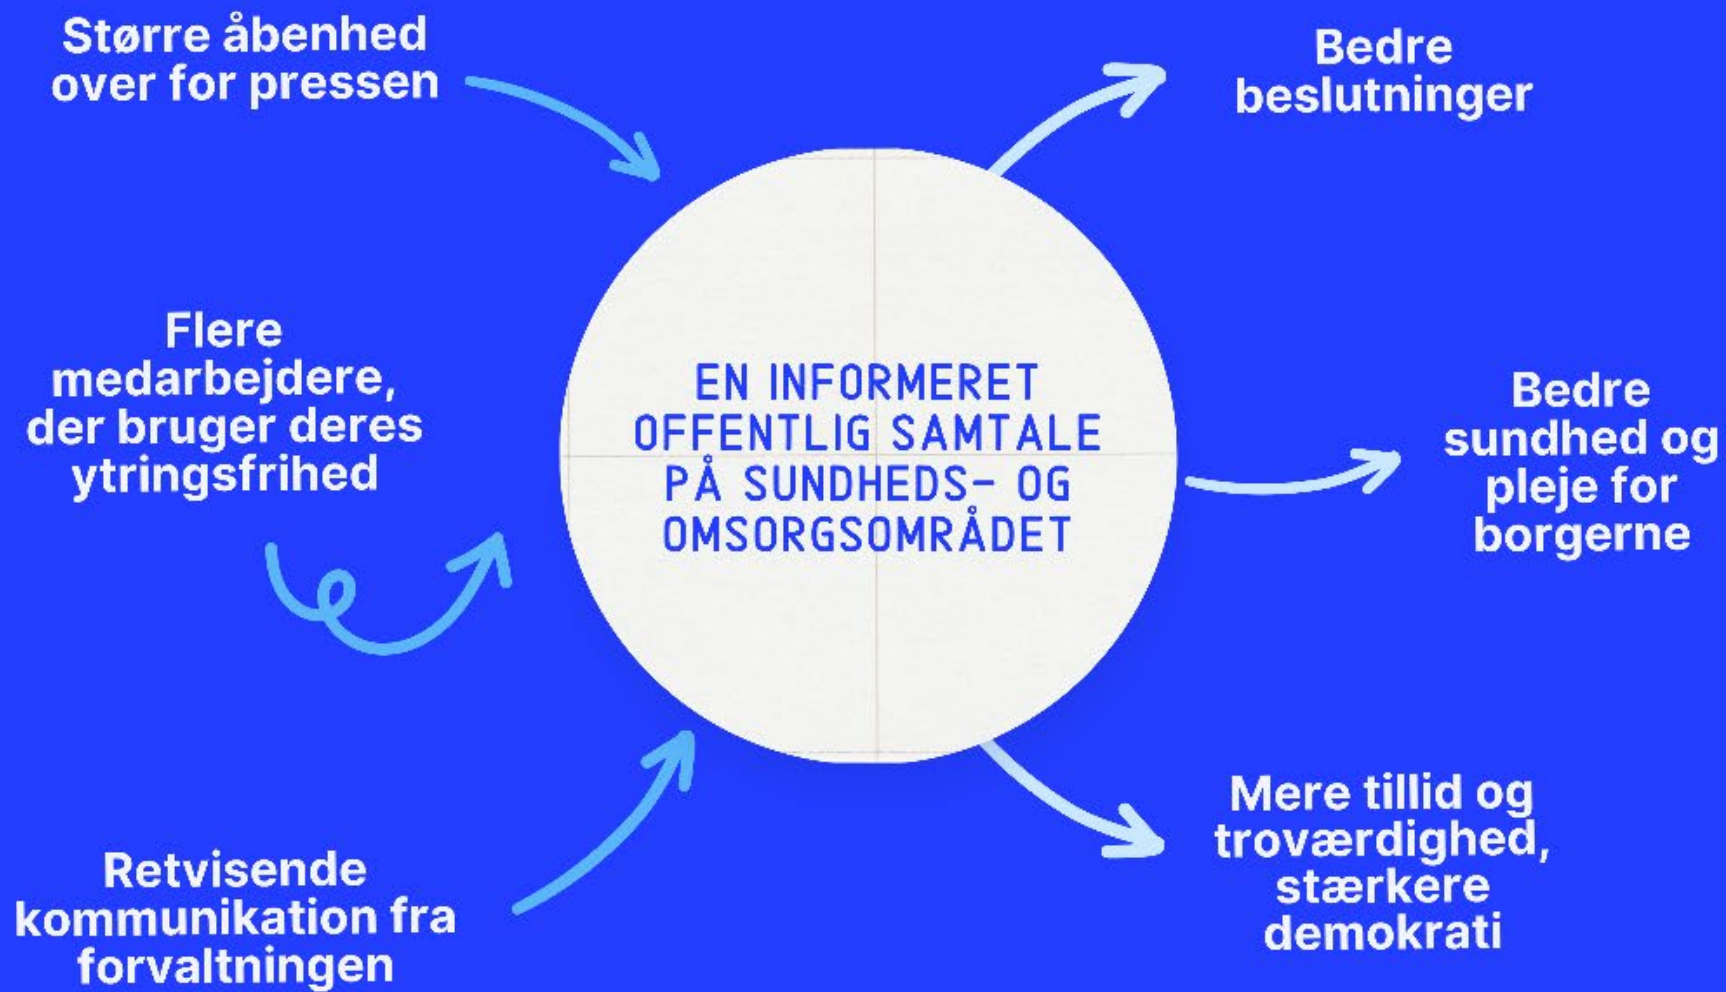 Større åbenhed
over for pressen
Flere
medarbejdere,
der bruger deres
ytringsfrihed
Retvisende
kommunikation fra
forvaltningen
EN INFORMERET
OFFENTLIG SAMTALE
PÅ SUNDHEDS- OG
OMSORGSOMRÅDET
Bedre
beslutninger
Bedre
sundhed og
pleje for
borgerne
Mere tillid og
troværdighed,
stærkere
demokrati